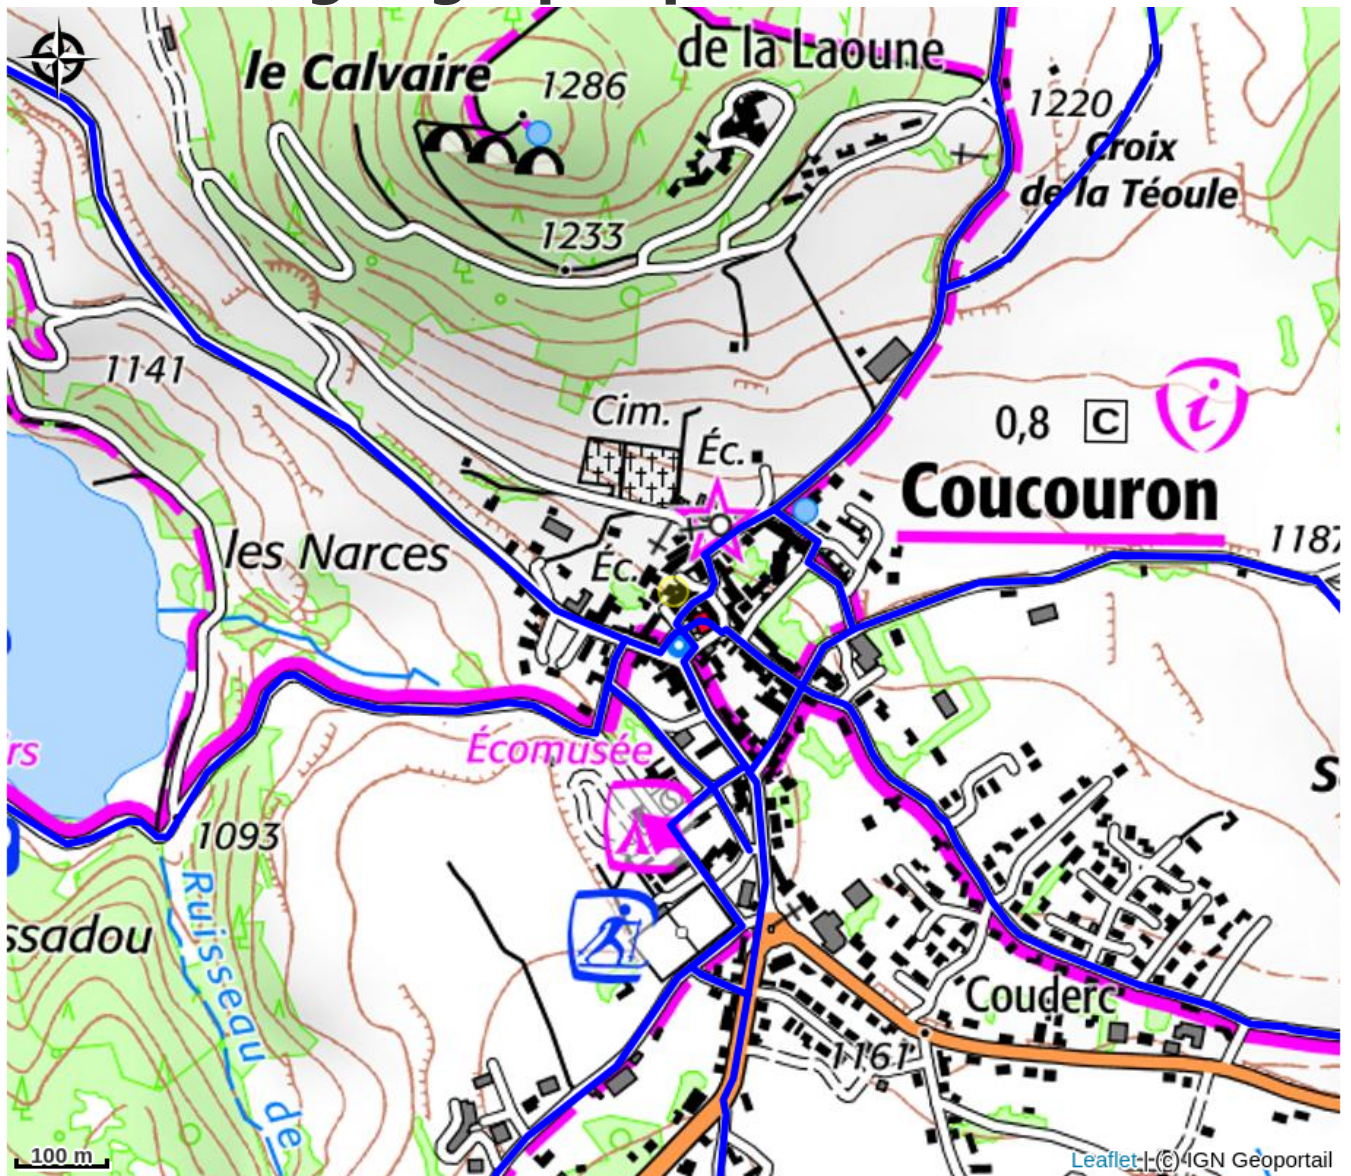 le Calvaire
1286
de la Laoune
1220
Croix
de la Téoule
1233
1141
Cim.
Éc.
0,8 C
i
Coucouron
1187
les Narces
Éc.
Écomusée
rs
S
1093
Ruisseau de
ssadou
Couderc
1161
100 m
Leaflet | © IGN Geoportail